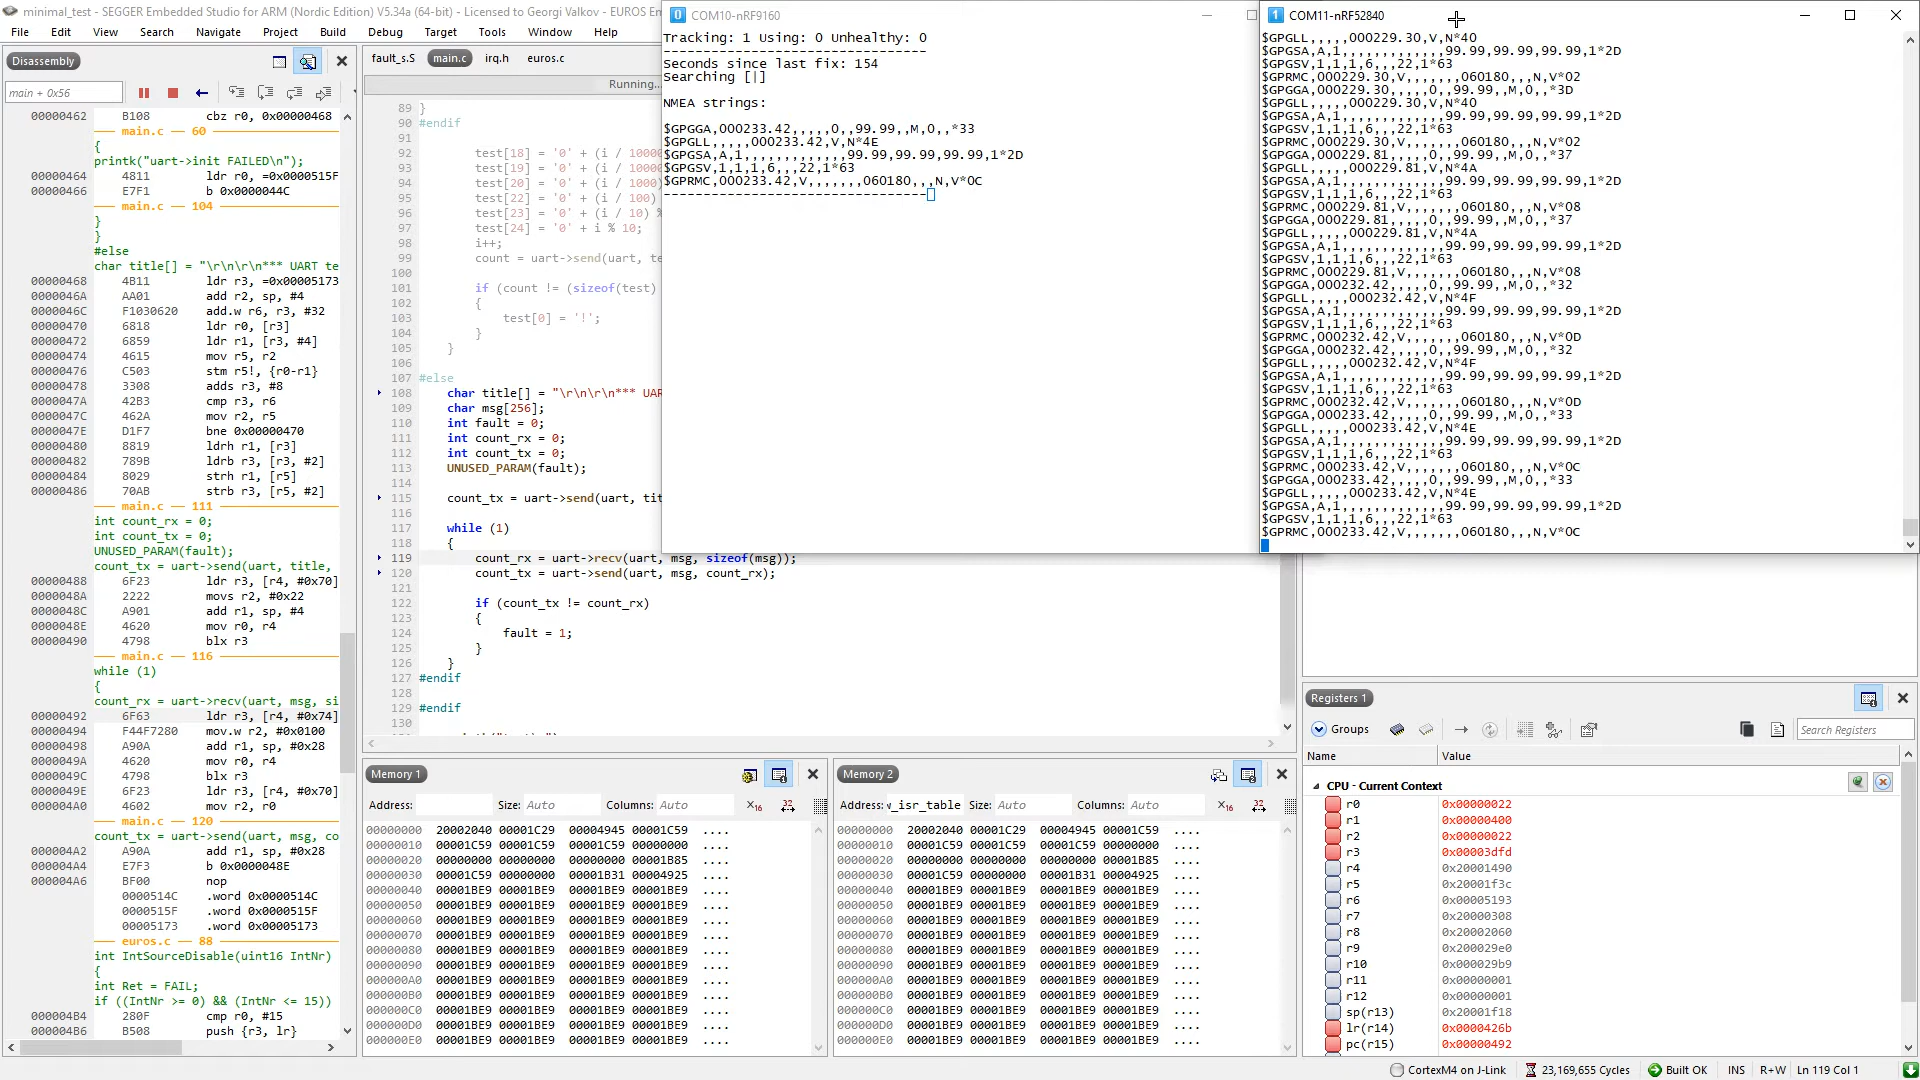 minimal_test - SEGGER Embedded Studio for ARM (Nordic Edition) V5.34a (64-bit) - Licensed to Georgi Valkov - EUROS En
File Edit View Search Navigate Project Build Debug Target Tools Window Help
Disassembly
main + 0x56
00000462 B108 cbz r0, 0x00000468
main.c — 60
{
printk("uart->init FAILED\n");
00000464 4811 ldr r0, =0x0000515F
00000466 E7F1 b 0x0000044C
main.c — 104
}
}
#else
char title[] = "\r\n\r\n*** UART te
00000468 4B11 ldr r3, =0x00005173
0000046A AA01 add r2, sp, #4
0000046C F1030620 add.w r6, r3, #32
00000470 6818 ldr r0, [r3]
00000472 6859 ldr r1, [r3, #4]
00000474 4615 mov r5, r2
00000476 C503 stm r5!, {r0-r1}
00000478 3308 adds r3, #8
0000047A 42B3 cmp r3, r6
0000047C 462A mov r2, r5
0000047E D1F7 bne 0x00000470
00000480 8819 ldrh r1, [r3]
00000482 789B ldrb r3, [r3, #2]
00000484 8029 strh r1, [r5]
00000486 70AB strb r3, [r5, #2]
main.c — 111
int count_rx = 0;
int count_tx = 0;
UNUSED_PARAM(fault);
count_tx = uart->send(uart, title,
00000488 6F23 ldr r3, [r4, #0x70]
0000048A 2222 movs r2, #0x22
0000048C A901 add r1, sp, #4
0000048E 4620 mov r0, r4
00000490 4798 blx r3
main.c — 116
while (1)
{
count_rx = uart->recv(uart, msg, si
00000492 6F63 ldr r3, [r4, #0x74]
00000494 F44F7280 mov.w r2, #0x0100
00000498 A90A add r1, sp, #0x28
0000049A 4620 mov r0, r4
0000049C 4798 blx r3
0000049E 6F23 ldr r3, [r4, #0x70]
000004A0 4602 mov r2, r0
main.c — 120
count_tx = uart->send(uart, msg, co
000004A2 A90A add r1, sp, #0x28
000004A4 E7F3 b 0x0000048E
000004A6 BF00 nop
0000514C .word 0x0000514C
0000515F .word 0x0000515F
00005173 .word 0x00005173
euros.c — 88
int IntSourceDisable(uint16 IntNr)
{
int Ret = FAIL;
if ((IntNr >= 0) && (IntNr <= 15))
000004B4 280F cmp r0, #15
000004B6 B508 push {r3, lr}
fault_s.S main.c irq.h euros.c
Running...
89 }
90 #endif
91
92 test[18] = '0' + (i / 10000
93 test[19] = '0' + (i / 10000
94 test[20] = '0' + (i / 1000)
95 test[22] = '0' + (i / 100)
96 test[23] = '0' + (i / 10) %
97 test[24] = '0' + i % 10;
98 i++;
99 count = uart->send(uart, te
100
101 if (count != (sizeof(test)
102 {
103 test[0] = '!';
104 }
105 }
106
107 #else
108 char title[] = "\r\n\r\n*** UAR
109 char msg[256];
110 int fault = 0;
111 int count_rx = 0;
112 int count_tx = 0;
113 UNUSED_PARAM(fault);
114
115 count_tx = uart->send(uart, tit
116
117 while (1)
118 {
119 count_rx = uart->recv(uart, msg, sizeof(msg));
120 count_tx = uart->send(uart, msg, count_rx);
121
122 if (count_tx != count_rx)
123 {
124 fault = 1;
125 }
126 }
127 #endif
128
129 #endif
130
COM10-nRF9160
Tracking: 1 Using: 0 Unhealthy: 0
--------------------------------
Seconds since last fix: 154
Searching [|]
NMEA strings:
$GPGGA,000233.42,,,,,0,,99.99,,M,0,,*33
$GPGLL,,,,,000233.42,V,N*4E
$GPGSA,A,1,,,,,,,,,,,,,99.99,99.99,99.99,1*2D
$GPGSV,1,1,1,6,,,22,1*63
$GPRMC,000233.42,V,,,,,,,060180,,,N,V*0C
--------------------------------
COM11-nRF52840
$GPGLL,,,,,000229.30,V,N*40
$GPGSA,A,1,,,,,,,,,,,,,99.99,99.99,99.99,1*2D
$GPGSV,1,1,1,6,,,22,1*63
$GPRMC,000229.30,V,,,,,,,060180,,,N,V*02
$GPGGA,000229.30,,,,,0,,99.99,,M,0,,*3D
$GPGLL,,,,,000229.30,V,N*40
$GPGSA,A,1,,,,,,,,,,,,,99.99,99.99,99.99,1*2D
$GPGSV,1,1,1,6,,,22,1*63
$GPRMC,000229.30,V,,,,,,,060180,,,N,V*02
$GPGGA,000229.81,,,,,0,,99.99,,M,0,,*37
$GPGLL,,,,,000229.81,V,N*4A
$GPGSA,A,1,,,,,,,,,,,,,99.99,99.99,99.99,1*2D
$GPGSV,1,1,1,6,,,22,1*63
$GPRMC,000229.81,V,,,,,,,060180,,,N,V*08
$GPGGA,000229.81,,,,,0,,99.99,,M,0,,*37
$GPGLL,,,,,000229.81,V,N*4A
$GPGSA,A,1,,,,,,,,,,,,,99.99,99.99,99.99,1*2D
$GPGSV,1,1,1,6,,,22,1*63
$GPRMC,000229.81,V,,,,,,,060180,,,N,V*08
$GPGGA,000232.42,,,,,0,,99.99,,M,0,,*32
$GPGLL,,,,,000232.42,V,N*4F
$GPGSA,A,1,,,,,,,,,,,,,99.99,99.99,99.99,1*2D
$GPGSV,1,1,1,6,,,22,1*63
$GPRMC,000232.42,V,,,,,,,060180,,,N,V*0D
$GPGGA,000232.42,,,,,0,,99.99,,M,0,,*32
$GPGLL,,,,,000232.42,V,N*4F
$GPGSA,A,1,,,,,,,,,,,,,99.99,99.99,99.99,1*2D
$GPGSV,1,1,1,6,,,22,1*63
$GPRMC,000232.42,V,,,,,,,060180,,,N,V*0D
$GPGGA,000233.42,,,,,0,,99.99,,M,0,,*33
$GPGLL,,,,,000233.42,V,N*4E
$GPGSA,A,1,,,,,,,,,,,,,99.99,99.99,99.99,1*2D
$GPGSV,1,1,1,6,,,22,1*63
$GPRMC,000233.42,V,,,,,,,060180,,,N,V*0C
$GPGGA,000233.42,,,,,0,,99.99,,M,0,,*33
$GPGLL,,,,,000233.42,V,N*4E
$GPGSA,A,1,,,,,,,,,,,,,99.99,99.99,99.99,1*2D
$GPGSV,1,1,1,6,,,22,1*63
$GPRMC,000233.42,V,,,,,,,060180,,,N,V*0C
Memory 1
Address: Size: Auto Columns: Auto X16 32
00000000 20002040 00001C29 00004945 00001C59 ....
00000010 00001C59 00001C59 00001C59 00000000 ....
00000020 00000000 00000000 00000000 00001B85 ....
00000030 00001C59 00000000 00001B31 00004925 ....
00000040 00001BE9 00001BE9 00001BE9 00001BE9 ....
00000050 00001BE9 00001BE9 00001BE9 00001BE9 ....
00000060 00001BE9 00001BE9 00001BE9 00001BE9 ....
00000070 00001BE9 00001BE9 00001BE9 00001BE9 ....
00000080 00001BE9 00001BE9 00001BE9 00001BE9 ....
00000090 00001BE9 00001BE9 00001BE9 00001BE9 ....
000000A0 00001BE9 00001BE9 00001BE9 00001BE9 ....
000000B0 00001BE9 00001BE9 00001BE9 00001BE9 ....
000000C0 00001BE9 00001BE9 00001BE9 00001BE9 ....
000000D0 00001BE9 00001BE9 00001BE9 00001BE9 ....
000000E0 00001BE9 00001BE9 00001BE9 00001BE9 ....
Memory 2
Address: w_isr_table Size: Auto Columns: Auto X16 32
00000000 20002040 00001C29 00004945 00001C59 ....
00000010 00001C59 00001C59 00001C59 00000000 ....
00000020 00000000 00000000 00000000 00001B85 ....
00000030 00001C59 00000000 00001B31 00004925 ....
00000040 00001BE9 00001BE9 00001BE9 00001BE9 ....
00000050 00001BE9 00001BE9 00001BE9 00001BE9 ....
00000060 00001BE9 00001BE9 00001BE9 00001BE9 ....
00000070 00001BE9 00001BE9 00001BE9 00001BE9 ....
00000080 00001BE9 00001BE9 00001BE9 00001BE9 ....
00000090 00001BE9 00001BE9 00001BE9 00001BE9 ....
000000A0 00001BE9 00001BE9 00001BE9 00001BE9 ....
000000B0 00001BE9 00001BE9 00001BE9 00001BE9 ....
000000C0 00001BE9 00001BE9 00001BE9 00001BE9 ....
000000D0 00001BE9 00001BE9 00001BE9 00001BE9 ....
000000E0 00001BE9 00001BE9 00001BE9 00001BE9 ....
Registers 1
Groups Search Registers
Name Value
CPU - Current Context
r0 0x00000022
r1 0x00000400
r2 0x00000022
r3 0x00003dfd
r4 0x20001490
r5 0x20001f3c
r6 0x00005193
r7 0x20000308
r8 0x20002060
r9 0x200029e0
r10 0x000029b9
r11 0x00000001
r12 0x00000001
sp(r13) 0x20001f18
lr(r14) 0x0000426b
pc(r15) 0x00000492
CortexM4 on J-Link 23,169,655 Cycles Built OK INS R+W Ln 119 Col 1